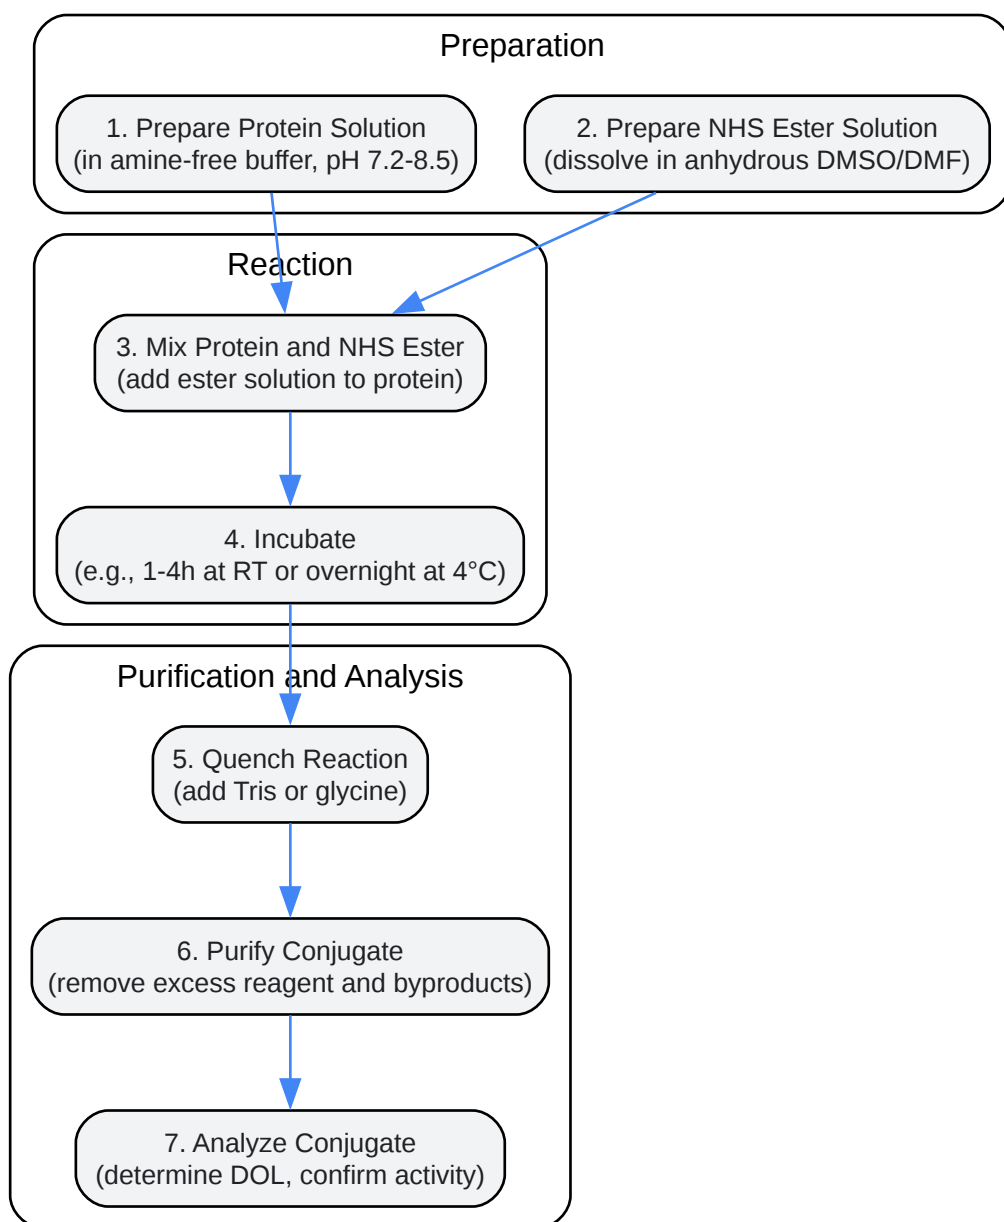 Preparation
1. Prepare Protein Solution
(in amine-free buffer, pH 7.2-8.5)
2. Prepare NHS Ester Solution
(dissolve in anhydrous DMSO/DMF)
Reaction
3. Mix Protein and NHS Ester
(add ester solution to protein)
4. Incubate
(e.g., 1-4h at RT or overnight at 4°C)
Purification and Analysis
5. Quench Reaction
(add Tris or glycine)
6. Purify Conjugate
(remove excess reagent and byproducts)
7. Analyze Conjugate
(determine DOL, confirm activity)